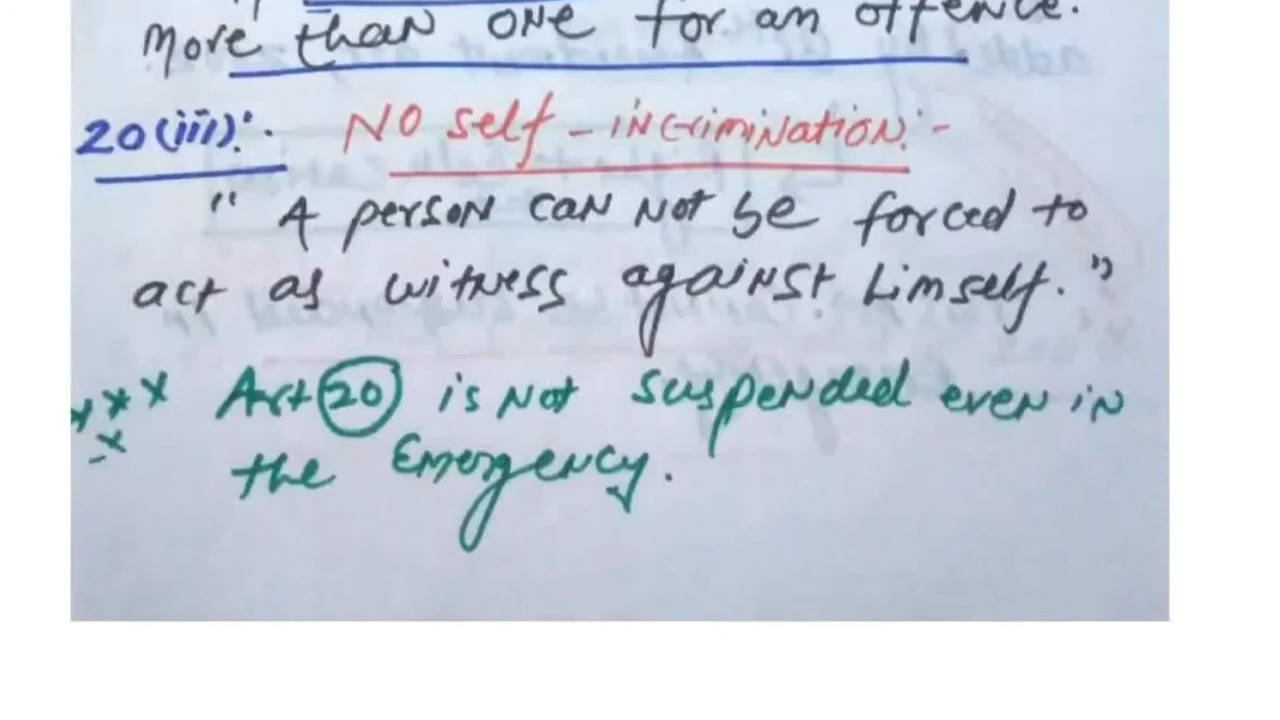 more than one for an offence.
20(iii):- No self-incrimination:-
" A person can not be forced to
act as witness against himself."
*** Art 20 is not suspended even in
the Emergency.